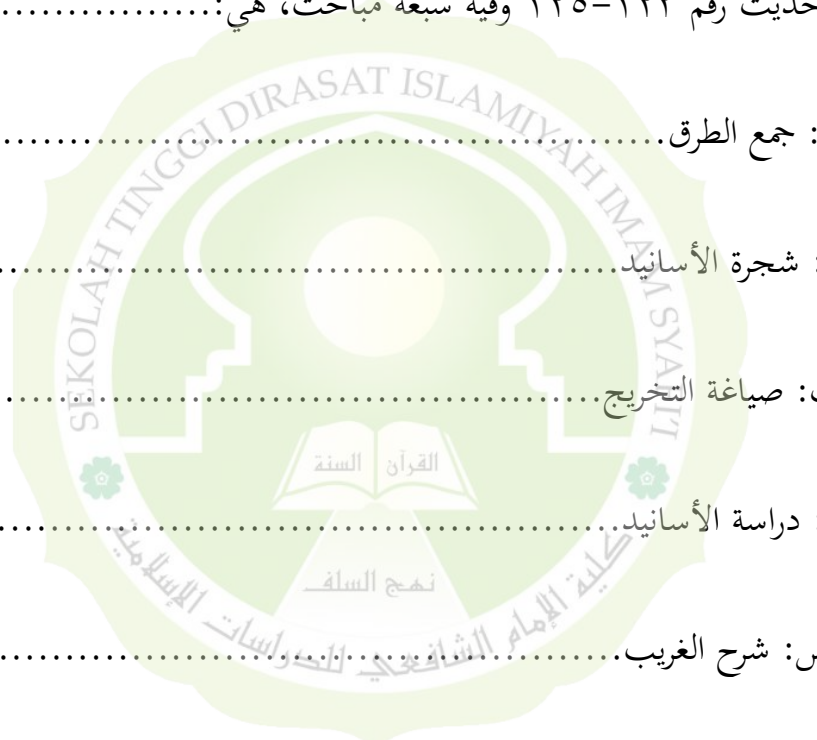 حديث رقم ١٢٢-١٢٥ وفيه سبعة مباحث، هي:.................
: جمع الطرق.................................................
: شجرة الأسانيد..............................................
: صياغة التخريج.............................................
: دراسة الأسانيد..............................................
س: شرح الغريب..............................................
SEKOLAH TINGGI DIRASAT ISLAMIYAH IMAM SYAFI'I
القرآن السنة
نهج السلف
كلية الإمام الشافعي للدراسات الإسلامية